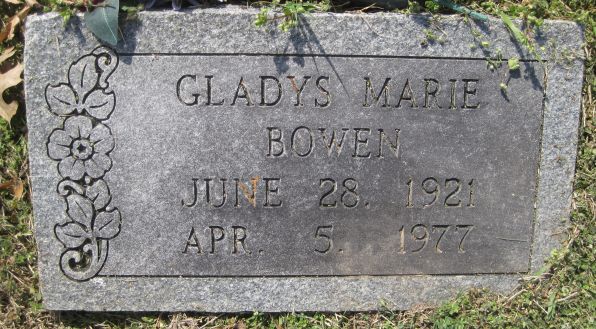 GLADYS MARIE
BOWEN
JUNE 28. 1921
APR. 5. 1977